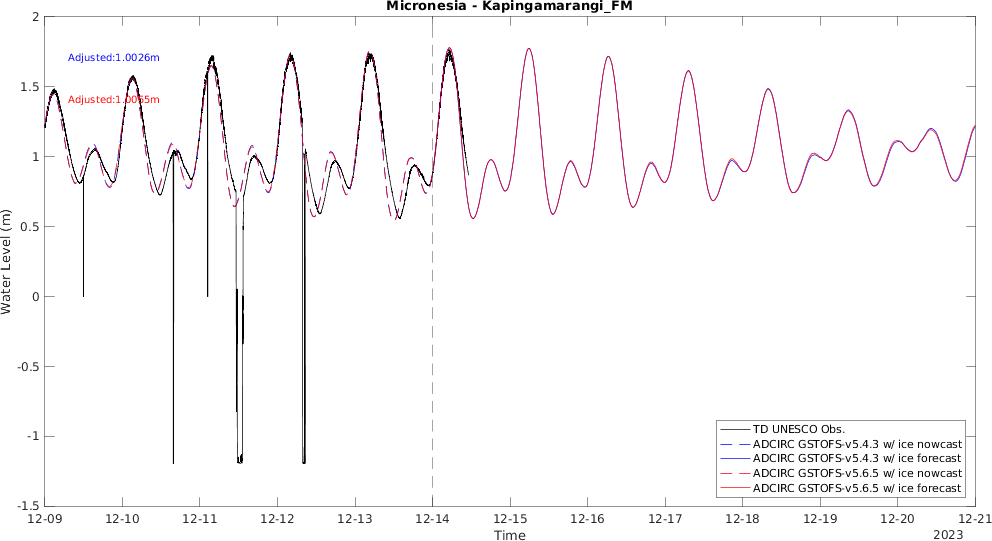 Micronesia - Kapingamarangi_FM
2
Adjusted:1.0026m
1.5
Adjusted:1.0065m
1
0.5
0
-0.5
-1
-1.5
Water Level (m)
TD UNESCO Obs.
ADCIRC GSTOFS-v5.4.3 w/ ice nowcast
ADCIRC GSTOFS-v5.4.3 w/ ice forecast
ADCIRC GSTOFS-v5.6.5 w/ ice nowcast
ADCIRC GSTOFS-v5.6.5 w/ ice forecast
12-09 12-10 12-11 12-12 12-13 12-14 12-15 12-16 12-17 12-18 12-19 12-20 12-21
Time
2023